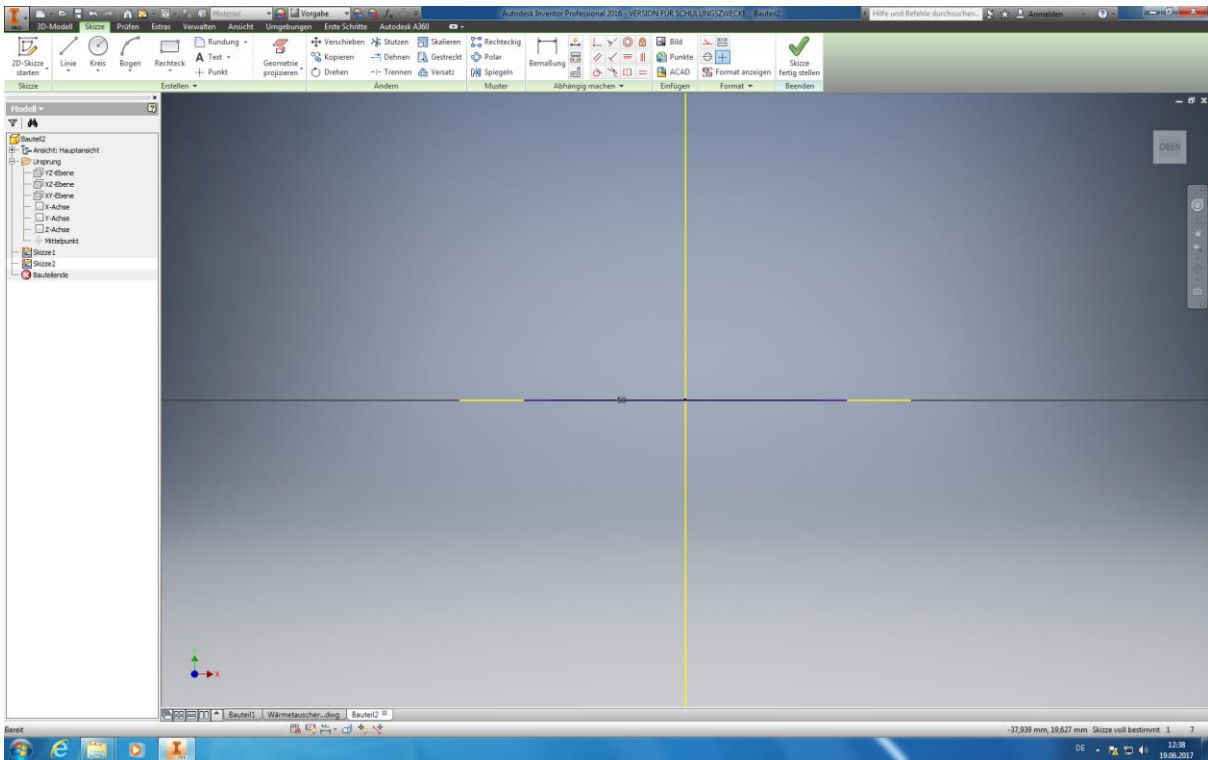 PRO
Material
Vorgabe
Autodesk Inventor Professional 2016 - VERSION FÜR SCHULUNGSZWECKE Bauteil2
Hilfe und Befehle durchsuchen...
Anmelden
3D-Modell Skizze Prüfen Extras Verwalten Ansicht Umgebungen Erste Schritte Autodesk A360
2D-Skizze starten
Linie
Kreis
Bogen
Rechteck
Rundung
Text
Punkt
Geometrie projizieren
Verschieben Stutzen Skalieren
Kopieren Dehnen Gestreckt
Drehen Trennen Versatz
Rechteckig
Polar
Spiegeln
Bemaßung
Bild
Punkte
ACAD
Format anzeigen
Skizze fertig stellen
Skizze Erstellen Ändern Muster Abhängig machen Einfügen Format Beenden
Modell
Bauteil2
Ansicht: Hauptansicht
Ursprung
YZ-Ebene
XZ-Ebene
XY-Ebene
X-Achse
Y-Achse
Z-Achse
Mittelpunkt
Skizze1
Skizze2
Bauteilende
OBEN
50
X
Bauteil1 Wärmetauscher...dwg Bauteil2
Bereit
-37,939 mm, 19,627 mm Skizze voll bestimmt 1 7
DE
12:38
19.06.2017